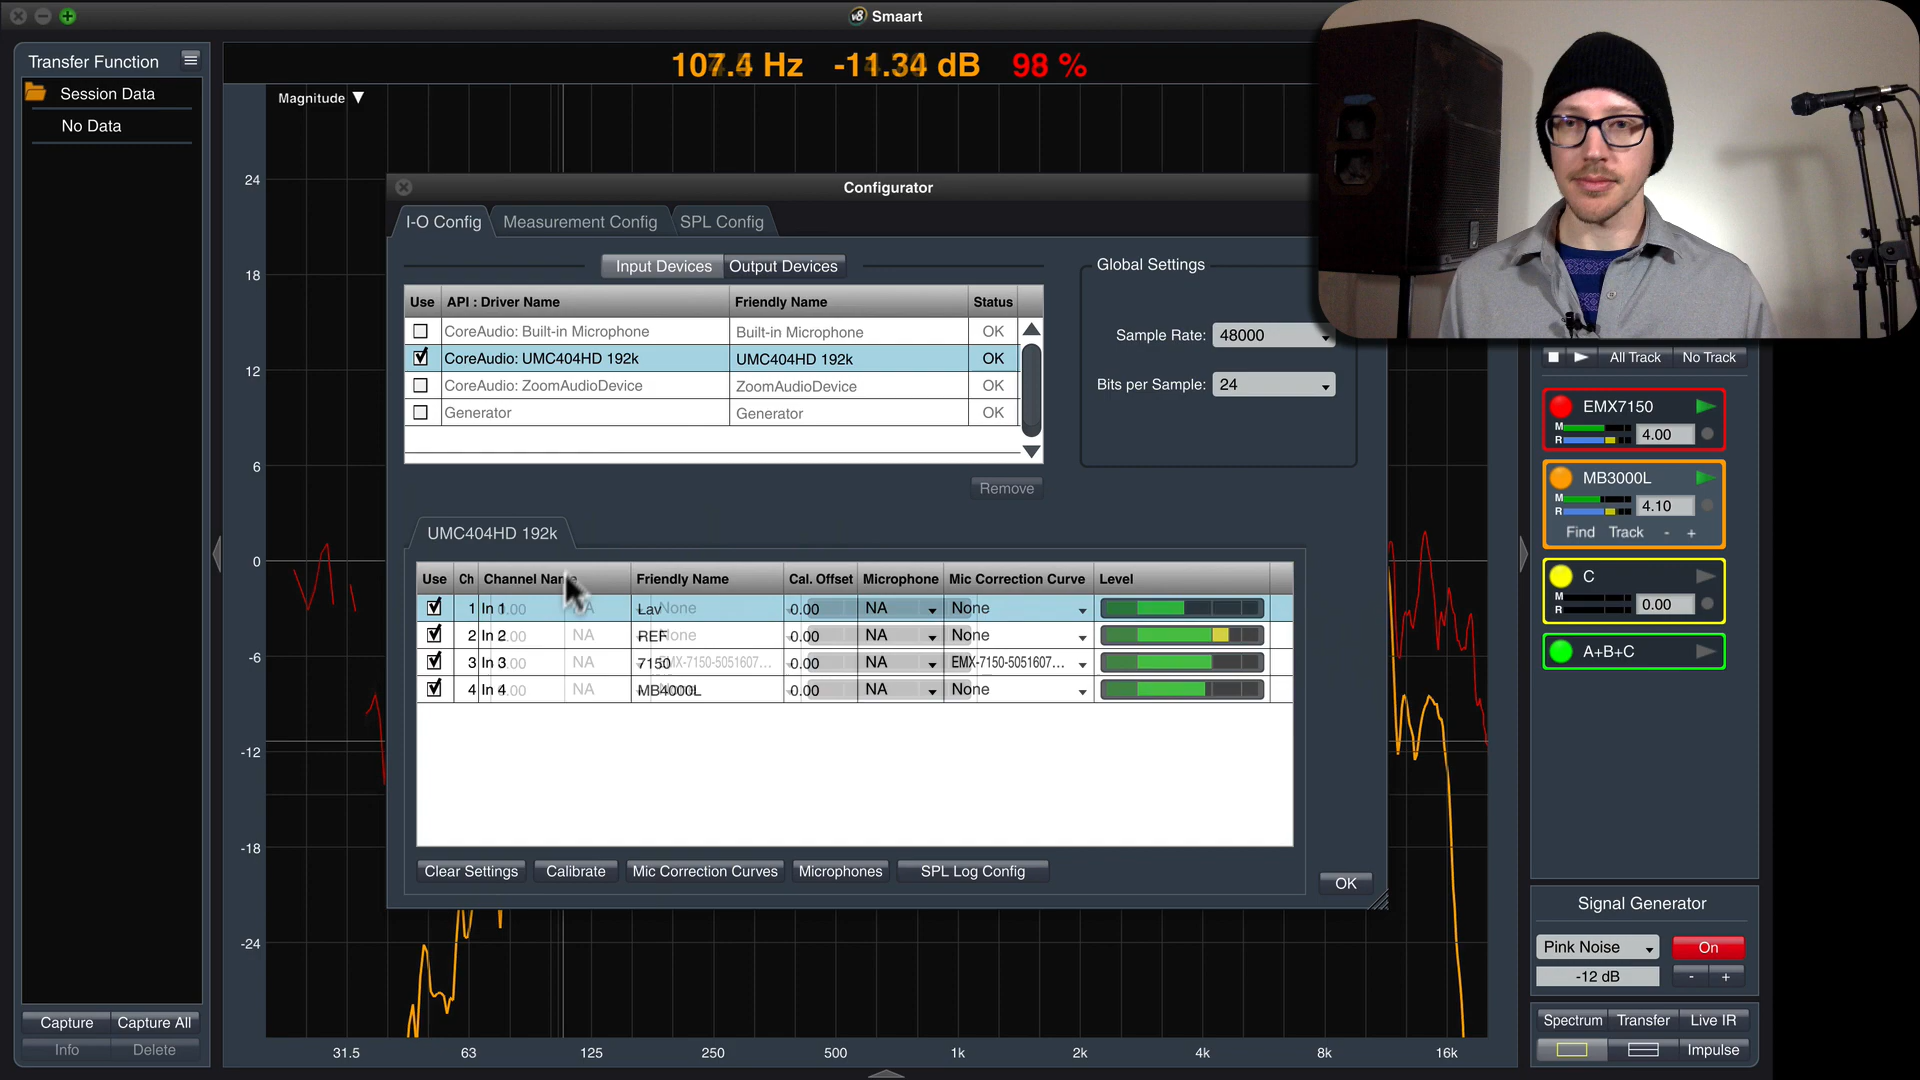 v8 Smaart
Transfer Function
Session Data
No Data
107.4 Hz -11.34 dB 98 %
Magnitude
24
18
12
6
0
-6
-12
-18
-24
31.5 63 125 250 500 1k 2k 4k 8k 16k
Configurator
I-O Config Measurement Config SPL Config
Input Devices Output Devices
Use API : Driver Name Friendly Name Status
CoreAudio: Built-in Microphone Built-in Microphone OK
CoreAudio: UMC404HD 192k UMC404HD 192k OK
CoreAudio: ZoomAudioDevice ZoomAudioDevice OK
Generator Generator OK
Remove
Global Settings
Sample Rate: 48000
Bits per Sample: 24
UMC404HD 192k
Use Ch Channel Name Friendly Name Cal. Offset Microphone Mic Correction Curve Level
1 In 1 Lav 0.00 NA None
2 In 2 REF 0.00 NA None
3 In 3 7150 0.00 NA EMX-7150-5051607...
4 In 4 MB4000L 0.00 NA None
Clear Settings Calibrate Mic Correction Curves Microphones SPL Log Config
OK
All Track No Track
EMX7150
M
R 4.00
MB3000L
M
R 4.10
Find Track - +
C
M
R 0.00
A+B+C
Signal Generator
Pink Noise On
-12 dB - +
Spectrum Transfer Live IR
Impulse
Capture Capture All
Info Delete